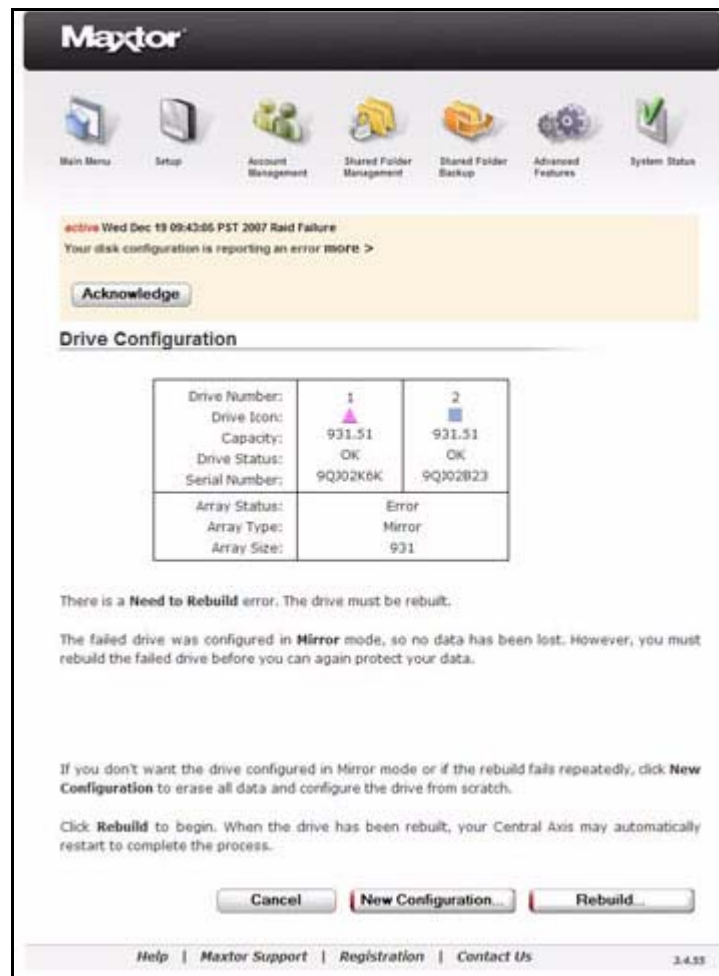 Maxtor
Main Menu
Setup
Account Management
Shared Folder Management
Shared Folder Backup
Advanced Features
System Status
active Wed Dec 19 09:43:05 PST 2007 Raid Failure
Your disk configuration is reporting an error more >
Acknowledge
Drive Configuration
Drive Number: 1 2
Drive Icon:
Capacity: 931.51 931.51
Drive Status: OK OK
Serial Number: 9QJ02K6K 9QJ02B23
Array Status: Error
Array Type: Mirror
Array Size: 931
There is a Need to Rebuild error. The drive must be rebuilt.
The failed drive was configured in Mirror mode, so no data has been lost. However, you must
rebuild the failed drive before you can again protect your data.
If you don't want the drive configured in Mirror mode or if the rebuild fails repeatedly, click New
Configuration to erase all data and configure the drive from scratch.
Click Rebuild to begin. When the drive has been rebuilt, your Central Axis may automatically
restart to complete the process.
Cancel New Configuration... Rebuild...
Help | Maxtor Support | Registration | Contact Us